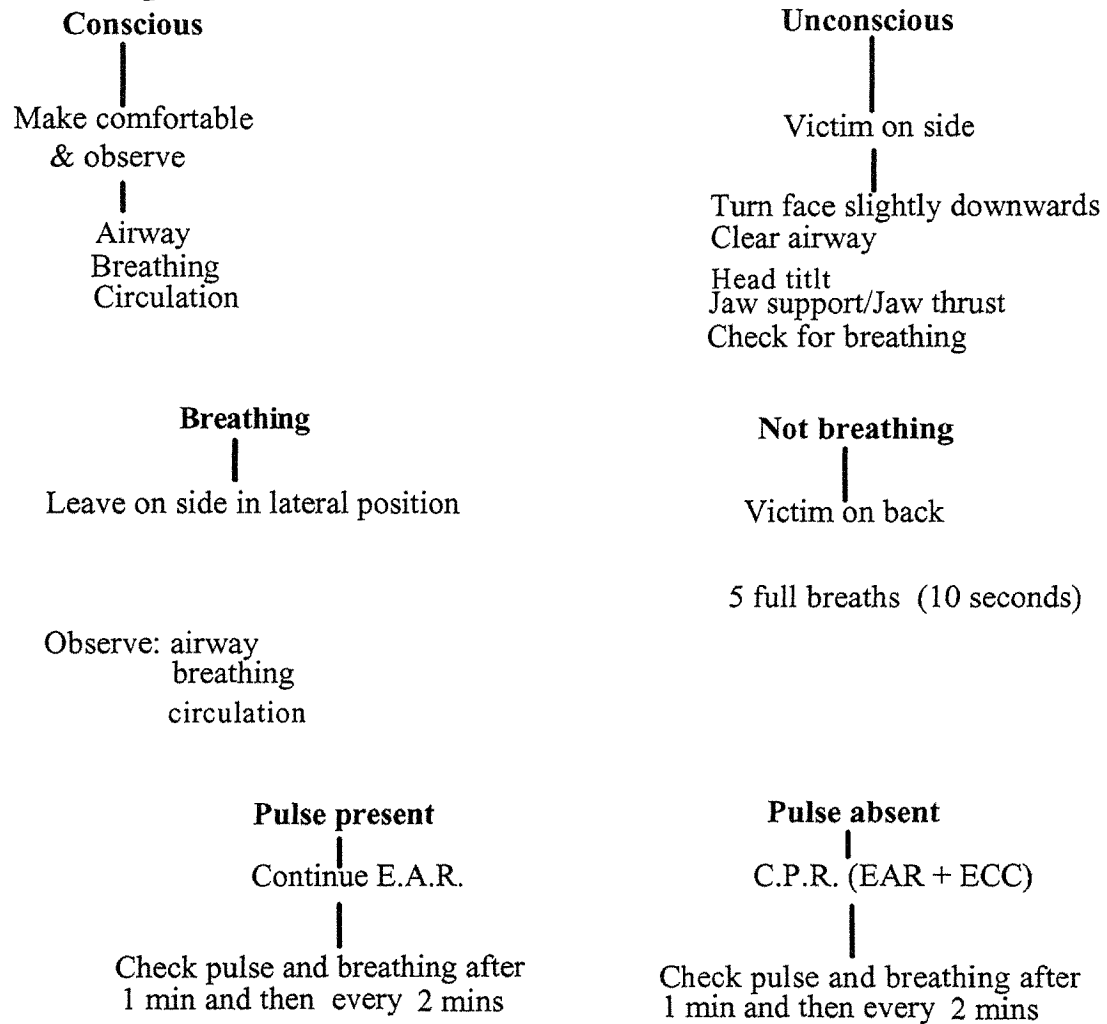 Conscious
Make comfortable
& observe
Airway
Breathing
Circulation
Unconscious
Victim on side
Turn face slightly downwards
Clear airway
Head titlt
Jaw support/Jaw thrust
Check for breathing
Breathing
Leave on side in lateral position
Observe: airway
breathing
circulation
Not breathing
Victim on back
5 full breaths (10 seconds)
Pulse present
Continue E.A.R.
Check pulse and breathing after
1 min and then every 2 mins
Pulse absent
C.P.R. (EAR + ECC)
Check pulse and breathing after
1 min and then every 2 mins